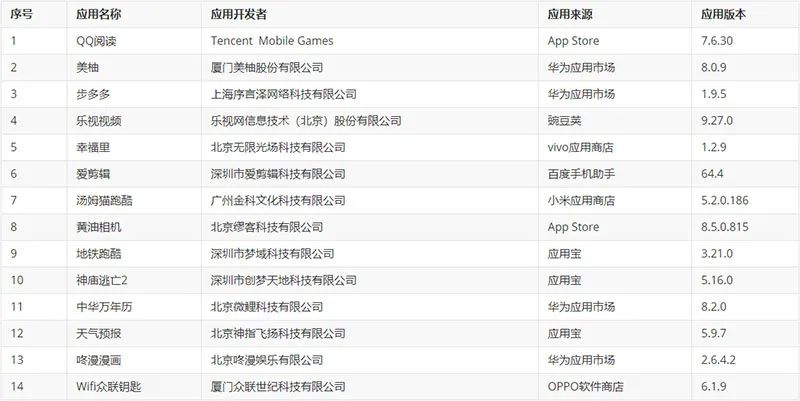 序号 应用名称 应用开发者 应用来源 应用版本
1 QQ阅读 Tencent Mobile Games App Store 7.6.30
2 美柚 厦门美柚股份有限公司 华为应用市场 8.0.9
3 步多多 上海序言泽网络科技有限公司 华为应用市场 1.9.5
4 乐视视频 乐视网信息技术（北京）股份有限公司 豌豆荚 9.27.0
5 幸福里 北京无限光场科技有限公司 vivo应用商店 1.2.9
6 爱剪辑 深圳市爱剪辑科技有限公司 百度手机助手 64.4
7 汤姆猫跑酷 广州金科文化科技有限公司 小米应用商店 5.2.0.186
8 黄油相机 北京缪客科技有限公司 App Store 8.5.0.815
9 地铁跑酷 深圳市梦域科技有限公司 应用宝 3.21.0
10 神庙逃亡2 深圳市创梦天地科技有限公司 应用宝 5.16.0
11 中华万年历 北京微鲤科技有限公司 华为应用市场 8.2.0
12 天气预报 北京神指飞扬科技有限公司 应用宝 5.9.7
13 咚漫漫画 北京咚漫娱乐有限公司 华为应用市场 2.6.4.2
14 Wifi众联钥匙 厦门众联世纪科技有限公司 OPPO软件商店 6.1.9